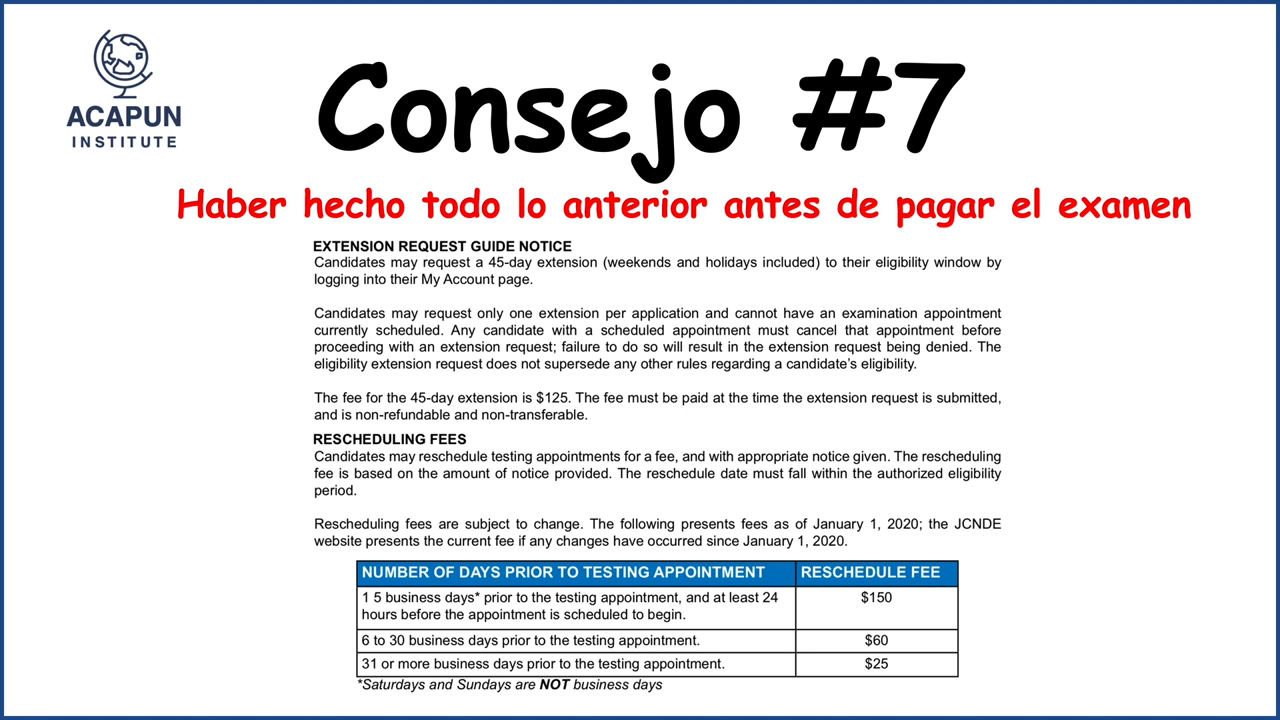 ACAPUN
INSTITUTE
Consejo #7
Haber hecho todo lo anterior antes de pagar el examen
EXTENSION REQUEST GUIDE NOTICE
Candidates may request a 45-day extension (weekends and holidays included) to their eligibility window by
logging into their My Account page.
Candidates may request only one extension per application and cannot have an examination appointment
currently scheduled. Any candidate with a scheduled appointment must cancel that appointment before
proceeding with an extension request; failure to do so will result in the extension request being denied. The
eligibility extension request does not supersede any other rules regarding a candidate's eligibility.
The fee for the 45-day extension is $125. The fee must be paid at the time the extension request is submitted,
and is non-refundable and non-transferable.
RESCHEDULING FEES
Candidates may reschedule testing appointments for a fee, and with appropriate notice given. The rescheduling
fee is based on the amount of notice provided. The reschedule date must fall within the authorized eligibility
period.
Rescheduling fees are subject to change. The following presents fees as of January 1, 2020; the JCNDE
website presents the current fee if any changes have occurred since January 1, 2020.
NUMBER OF DAYS PRIOR TO TESTING APPOINTMENT RESCHEDULE FEE
1 5 business days* prior to the testing appointment, and at least 24 $150
hours before the appointment is scheduled to begin.
6 to 30 business days prior to the testing appointment. $60
31 or more business days prior to the testing appointment. $25
*Saturdays and Sundays are NOT business days